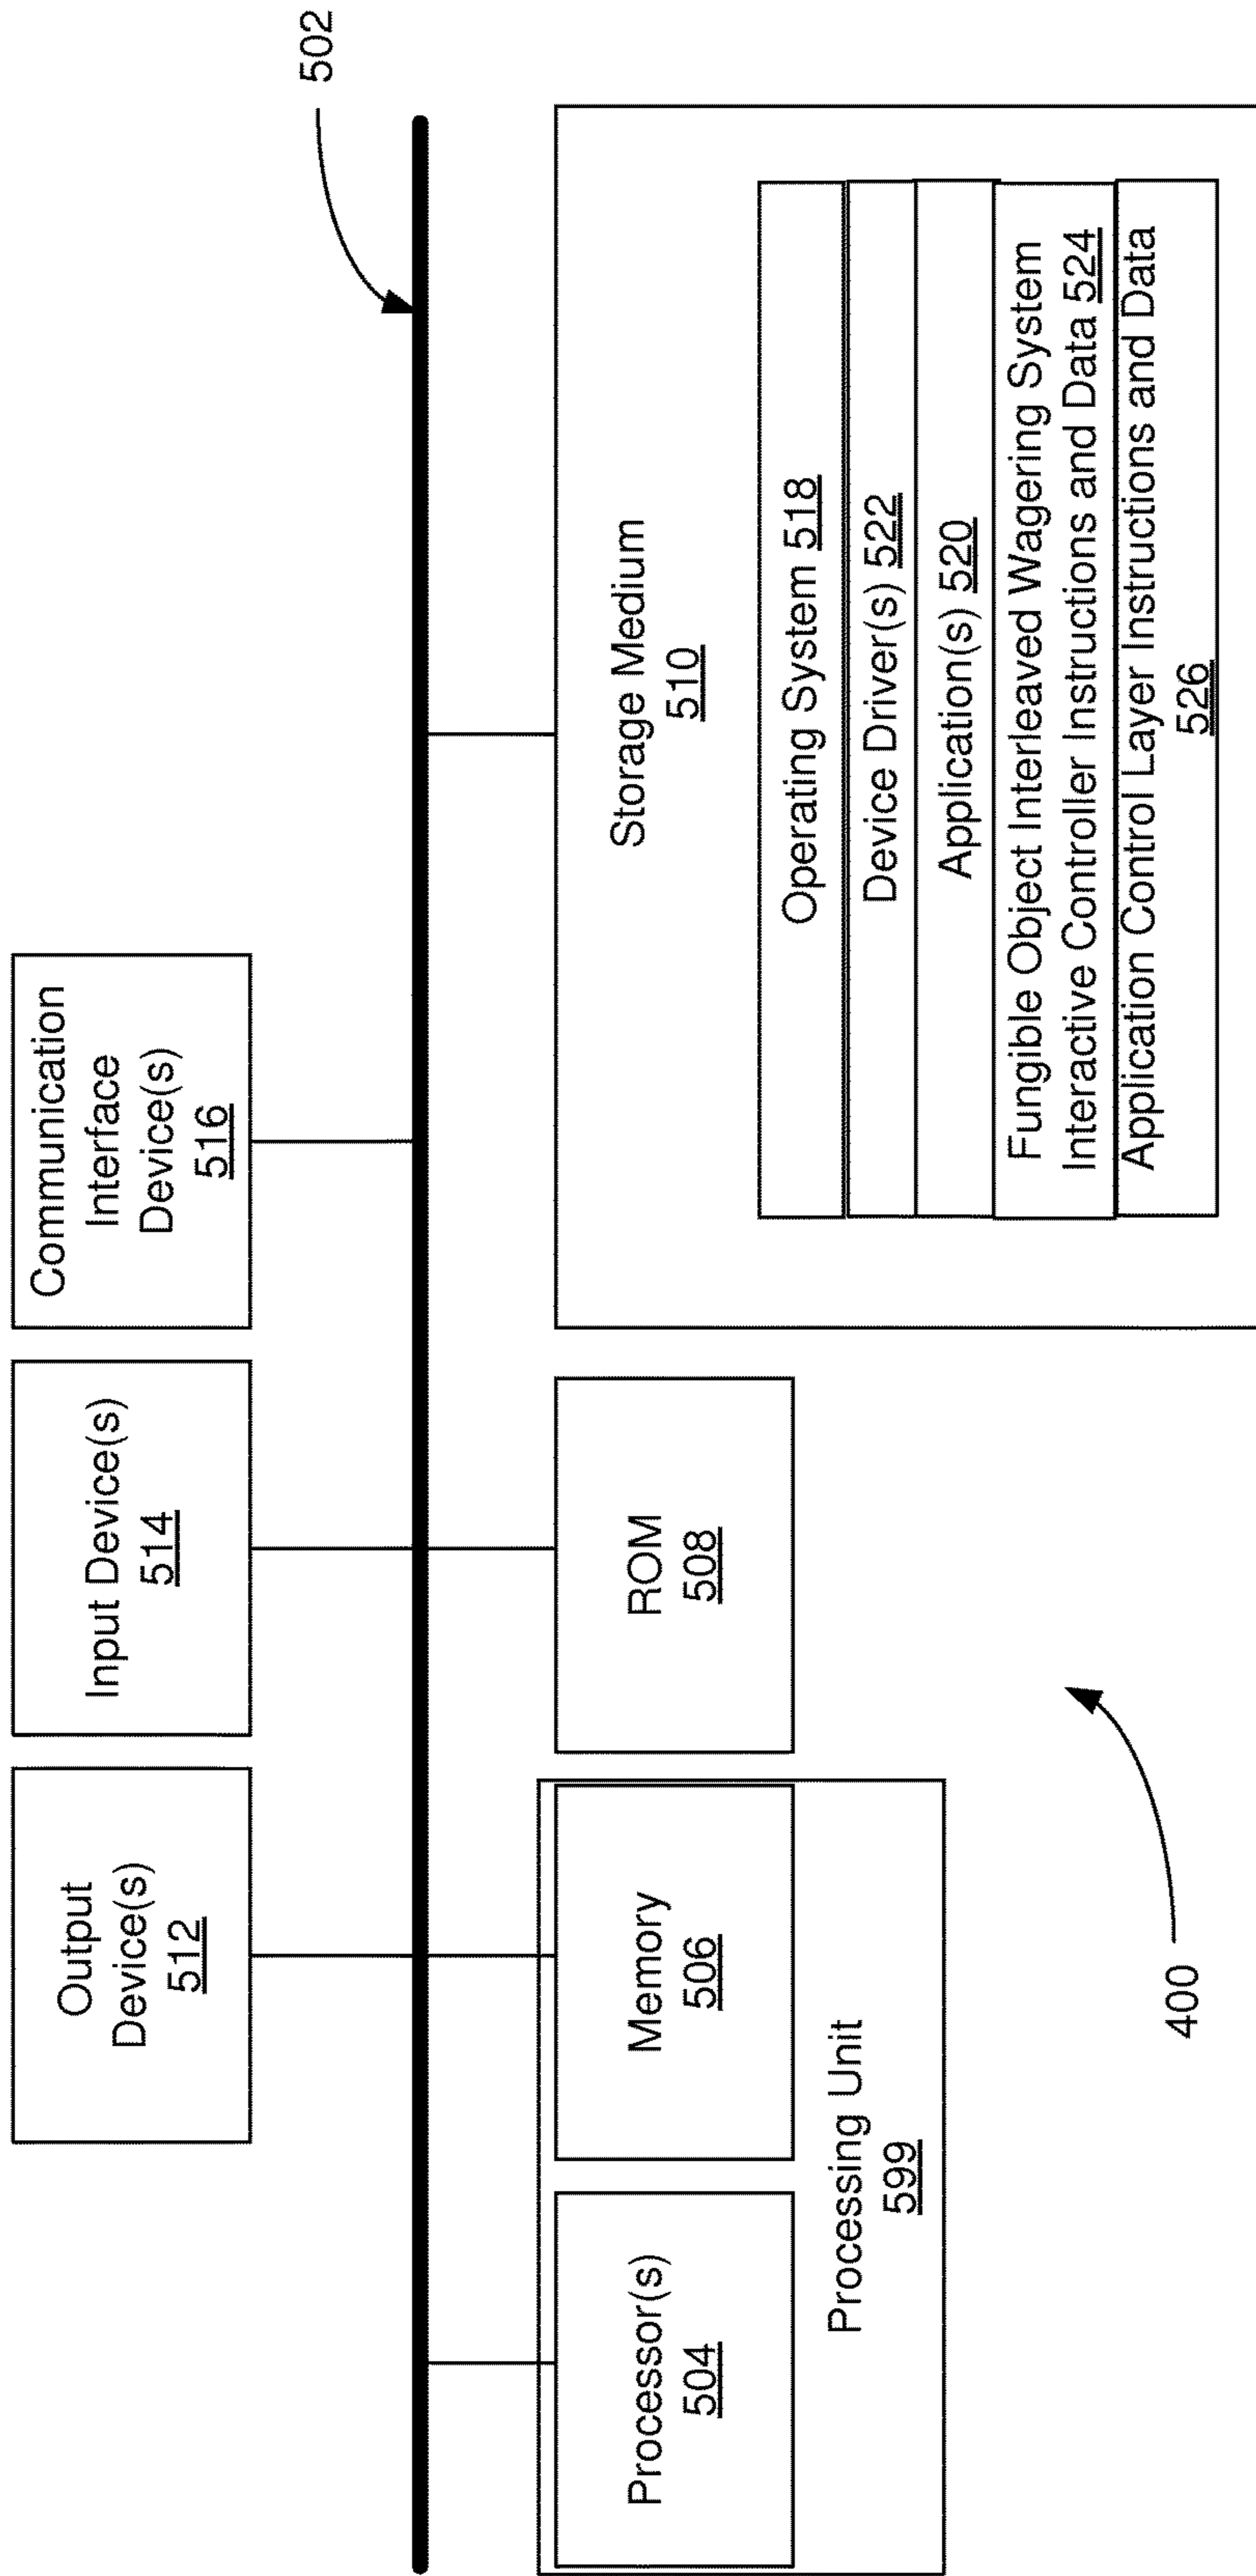 502
Output
Device(s)
512
Input Device(s)
514
Communication
Interface
Device(s)
516
Processor(s)
504
Memory
506
Processing Unit
599
ROM
508
Storage Medium
510
Operating System 518
Device Driver(s) 522
Application(s) 520
Fungible Object Interleaved Wagering System
Interactive Controller Instructions and Data 524
Application Control Layer Instructions and Data
526
400